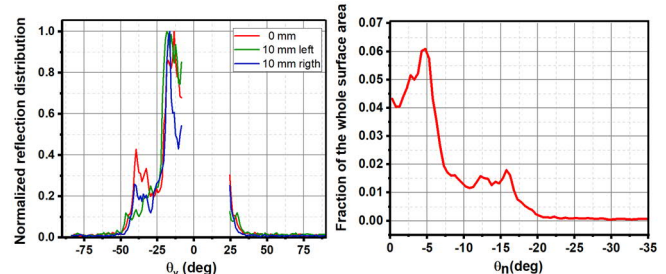 Normalized reflection distribution
1.0
0.8
0.6
0.4
0.2
0.0
0 mm
10 mm left
10 mm rigth
-75 -50 -25 0 25 50 75
θv (deg)
Fraction of the whole surface area
0.07
0.06
0.05
0.04
0.03
0.02
0.01
0.00
0 -5 -10 -15 -20 -25 -30 -35
θn(deg)